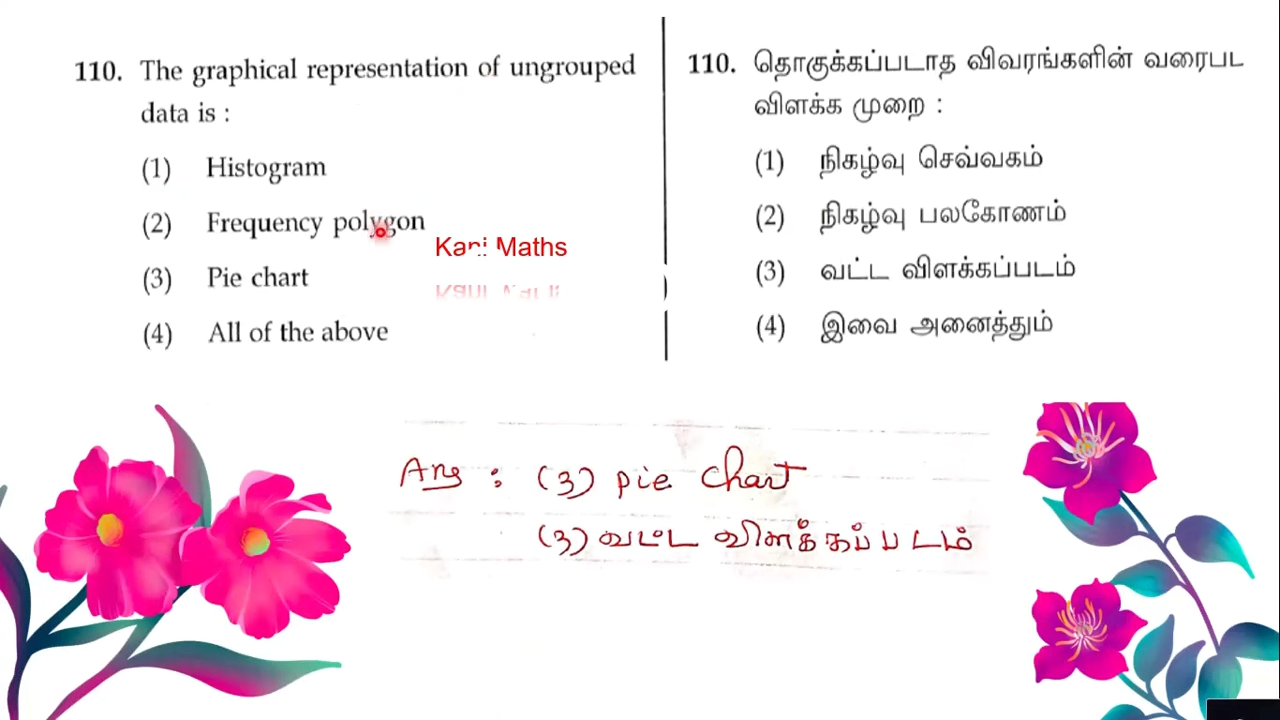 110. The graphical representation of ungrouped
data is :
(1) Histogram
(2) Frequency polygon
(3) Pie chart
(4) All of the above
Kani Maths
110. தொகுக்கப்படாத விவரங்களின் வரைபட
விளக்க முறை :
(1) நிகழ்வு செவ்வகம்
(2) நிகழ்வு பலகோணம்
(3) வட்ட விளக்கப்படம்
(4) இவை அனைத்தும்
Ans : (3) pie chart
(3) வட்ட விளக்கப்படம்